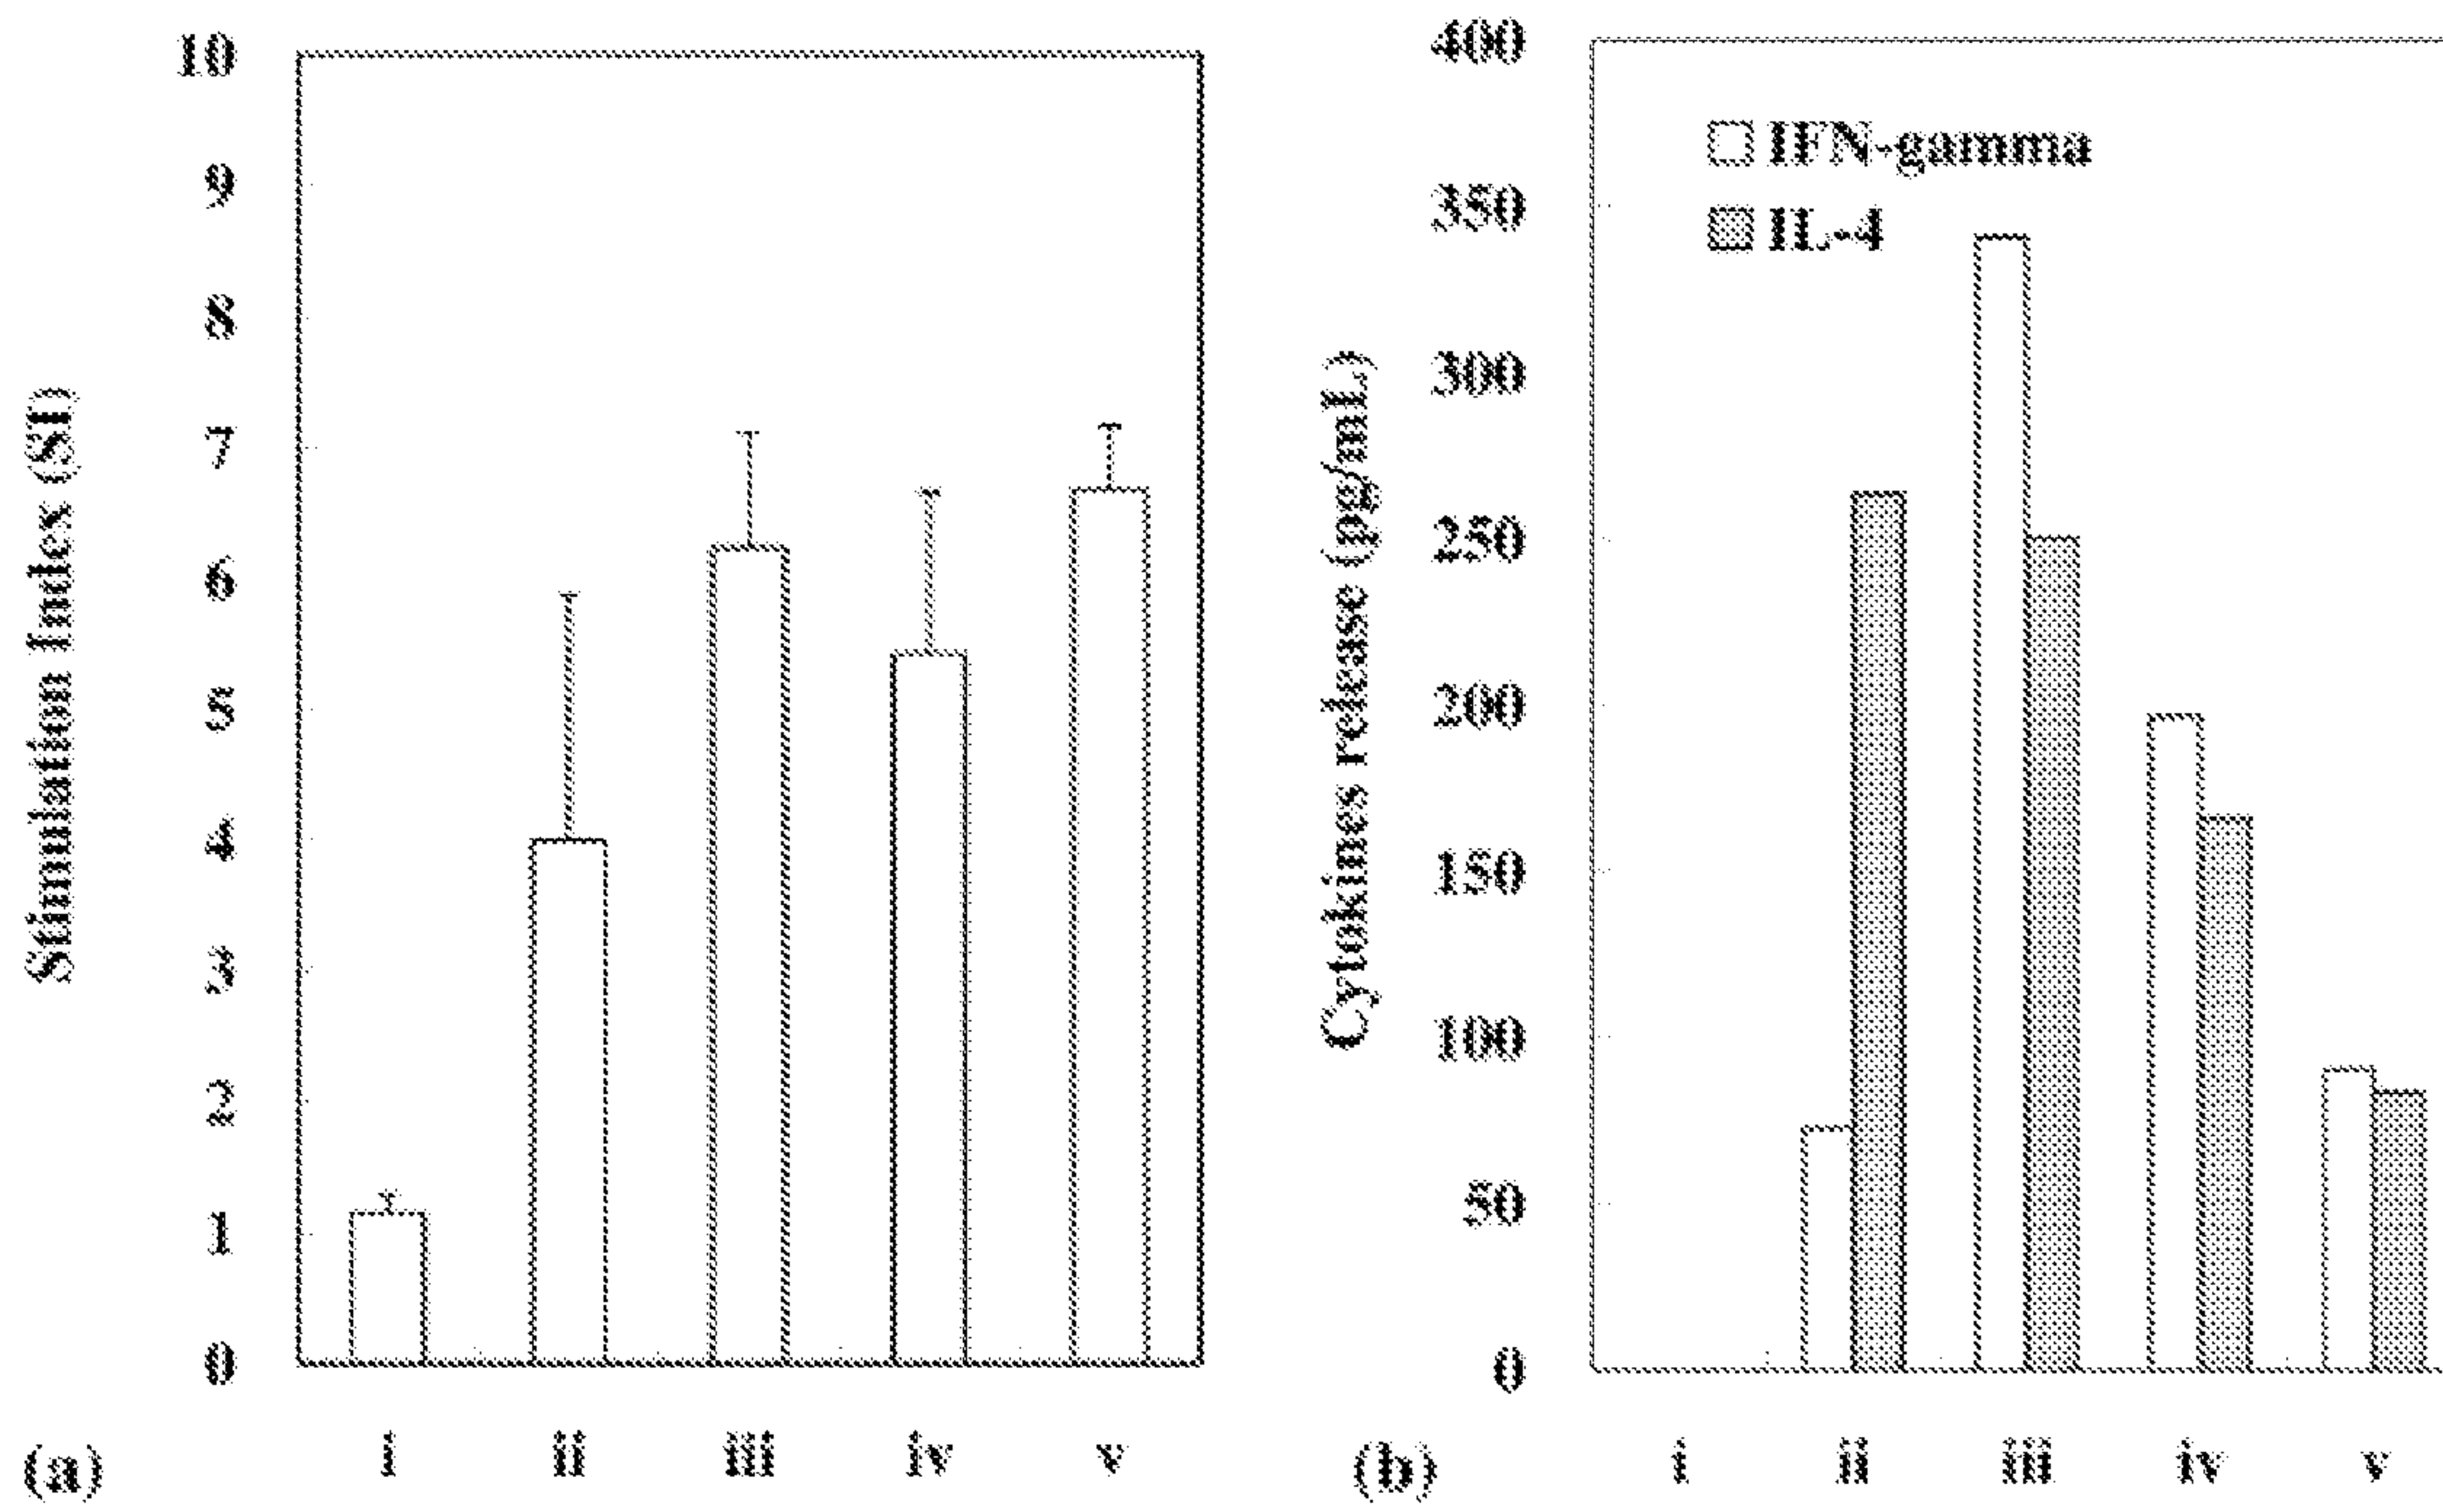 Stimulation Index (SI)
10
9
8
7
6
5
4
3
2
1
0
i ii iii iv v
(a)
Cytokines release (pg/mL)
400
350
300
250
200
150
100
50
0
IFN-gamma
IL-4
i ii iii iv v
(b)